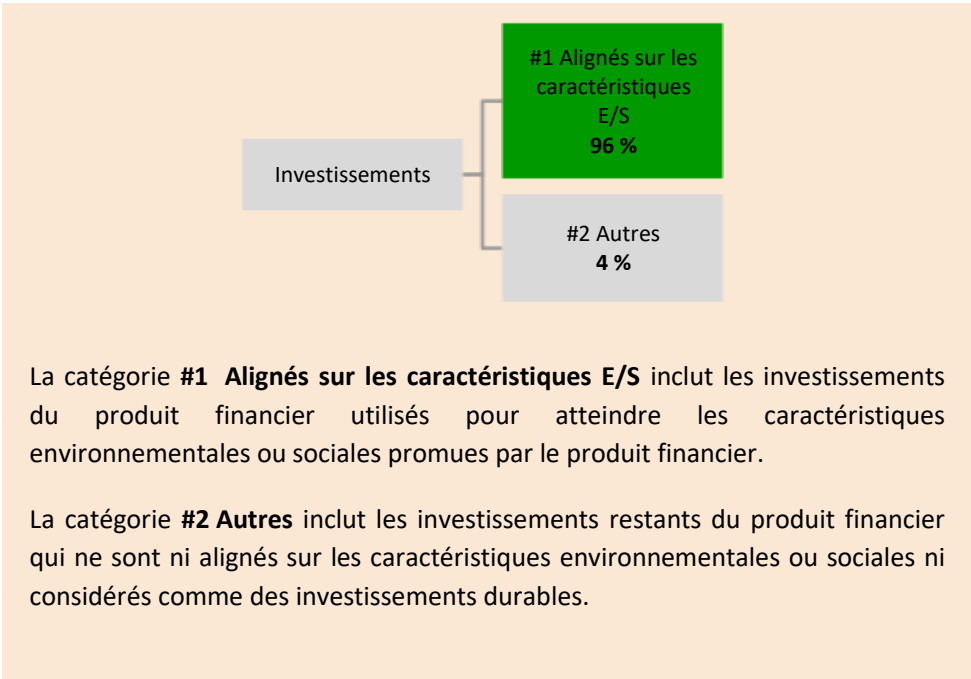 #1 Alignés sur les
caractéristiques
E/S
96 %
Investissements
#2 Autres
4 %
La catégorie #1 Alignés sur les caractéristiques E/S inclut les investissements
du produit financier utilisés pour atteindre les caractéristiques
environnementales ou sociales promues par le produit financier.
La catégorie #2 Autres inclut les investissements restants du produit financier
qui ne sont ni alignés sur les caractéristiques environnementales ou sociales ni
considérés comme des investissements durables.